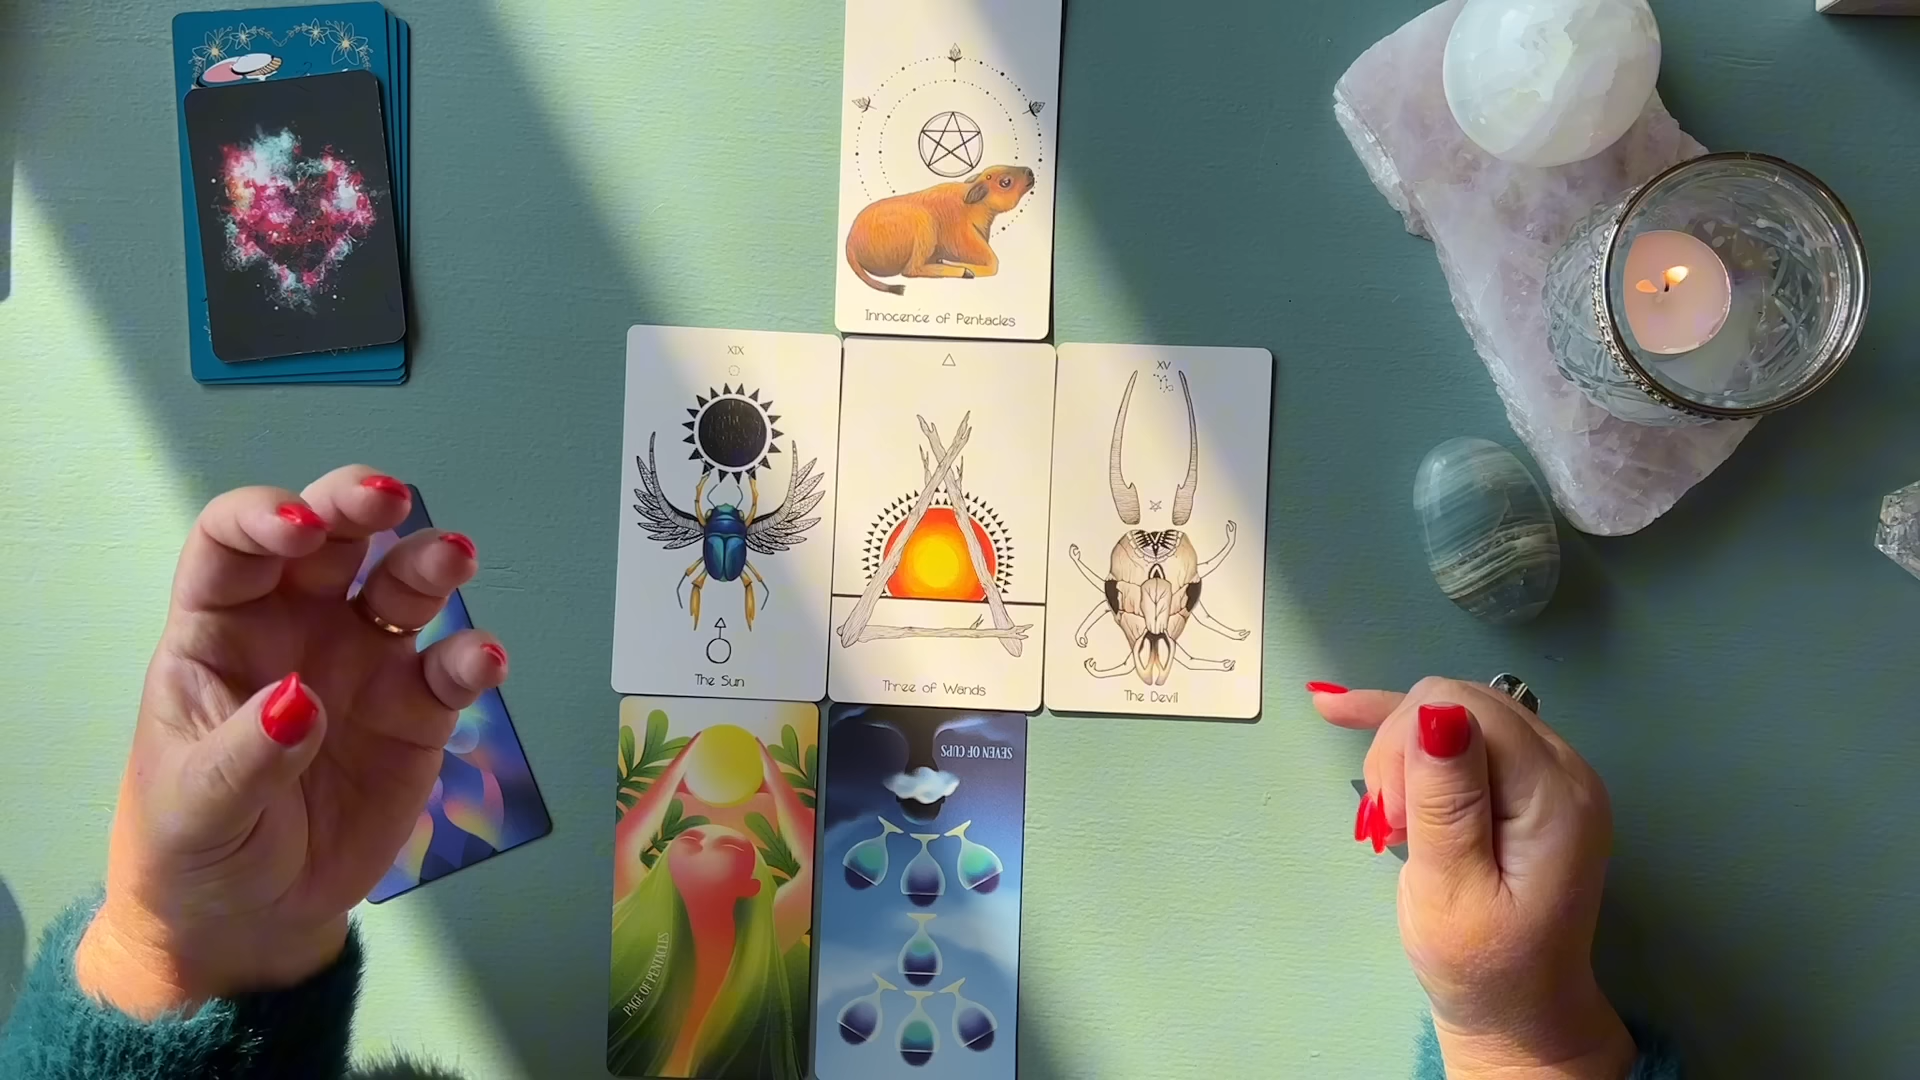 Innocence of Pentacles
XIX
The Sun
Three of Wands
XV
The Devil
PAGE OF PENTACLES
SEVEN OF CUPS